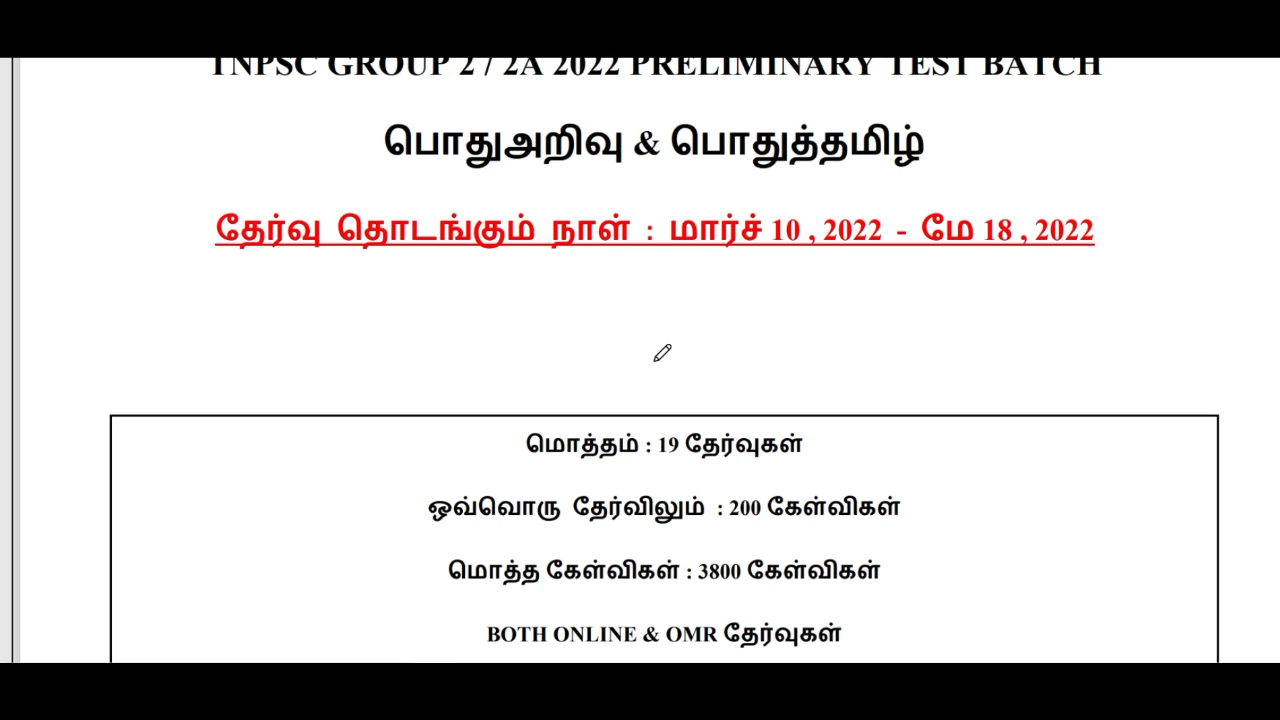 TNPSC GROUP 2 / 2A 2022 PRELIMINARY TEST BATCH
பொதுஅறிவு & பொதுத்தமிழ்
தேர்வு தொடங்கும் நாள் : மார்ச் 10 , 2022 - மே 18 , 2022
மொத்தம் : 19 தேர்வுகள்
ஒவ்வொரு தேர்விலும் : 200 கேள்விகள்
மொத்த கேள்விகள் : 3800 கேள்விகள்
BOTH ONLINE & OMR தேர்வுகள்